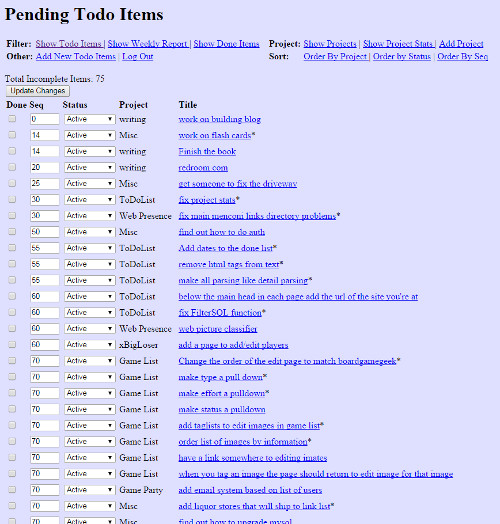 Pending Todo Items
Filter: Show Todo Items | Show Weekly Report | Show Done Items Project: Show Projects | Show Project Stats | Add Project
Other: Add New Todo Items | Log Out Sort: Order By Project | Order by Status | Order By Seq
Total Incomplete Items. 75
Update Changes
Done Seq Status Project Title
0 Active writing work on building blog
14 Active Misc work on flash cards*
14 Active writing Finish the book
20 Active writing redroom.com
25 Active Misc get someone to fix the driveway
30 Active ToDoList fix project stats*
30 Active Web Presence fix main menconi links directory problems*
50 Active Misc find out how to do auth
55 Active ToDoList Add dates to the done list*
55 Active ToDoList remove html tags from text*
55 Active ToDoList make all parsing like detail parsing*
60 Active ToDoList below the main head in each page add the url of the site you're at
60 Active ToDoList fix FilterSQL function*
60 Active Web Presence web picture classifier
60 Active xBigLoser add a page to add/edit players
70 Active Game List Change the order of the edit page to match boardgamegeek*
70 Active Game List make type a pull down*
70 Active Game List make effort a pulldown*
70 Active Game List make status a pulldown
70 Active Game List add taglists to edit images in game list*
70 Active Game List order list of images by information*
70 Active Game List have a link somewhere to editing imates
70 Active Game List when you tag an image the page should return to edit image for that image
70 Active Game Party add email system based on list of users
70 Active Misc add liquor stores that will ship to link list*
70 Active Misc find out how to upgrade mysql